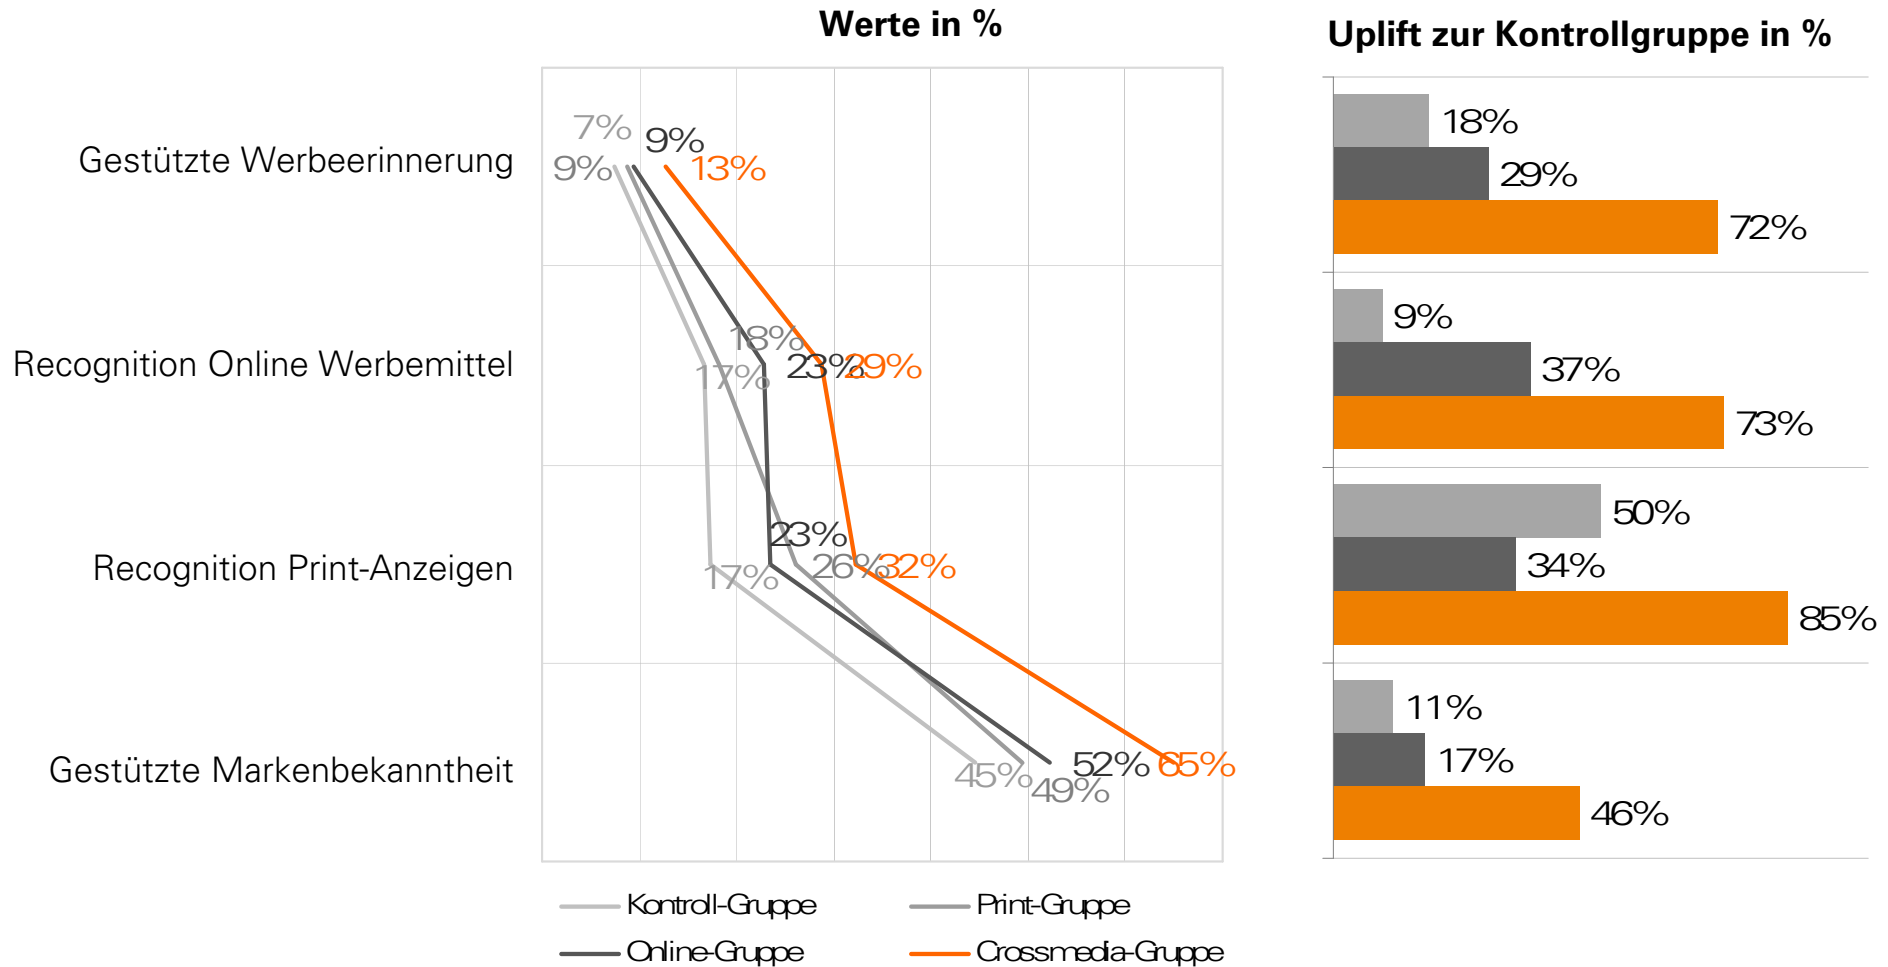 Werte in %
Uplift zur Kontrollgruppe in %
Gestützte Werbeerinnerung
7%
9%
9%
13%
18%
29%
72%
Recognition Online Werbemittel
18%
17%
23%
29%
9%
37%
73%
Recognition Print-Anzeigen
23%
17%
26%
32%
50%
34%
85%
Gestützte Markenbekanntheit
45%
49%
52%
65%
11%
17%
46%
Kontroll-Gruppe
Print-Gruppe
Online-Gruppe
Crossmedia-Gruppe